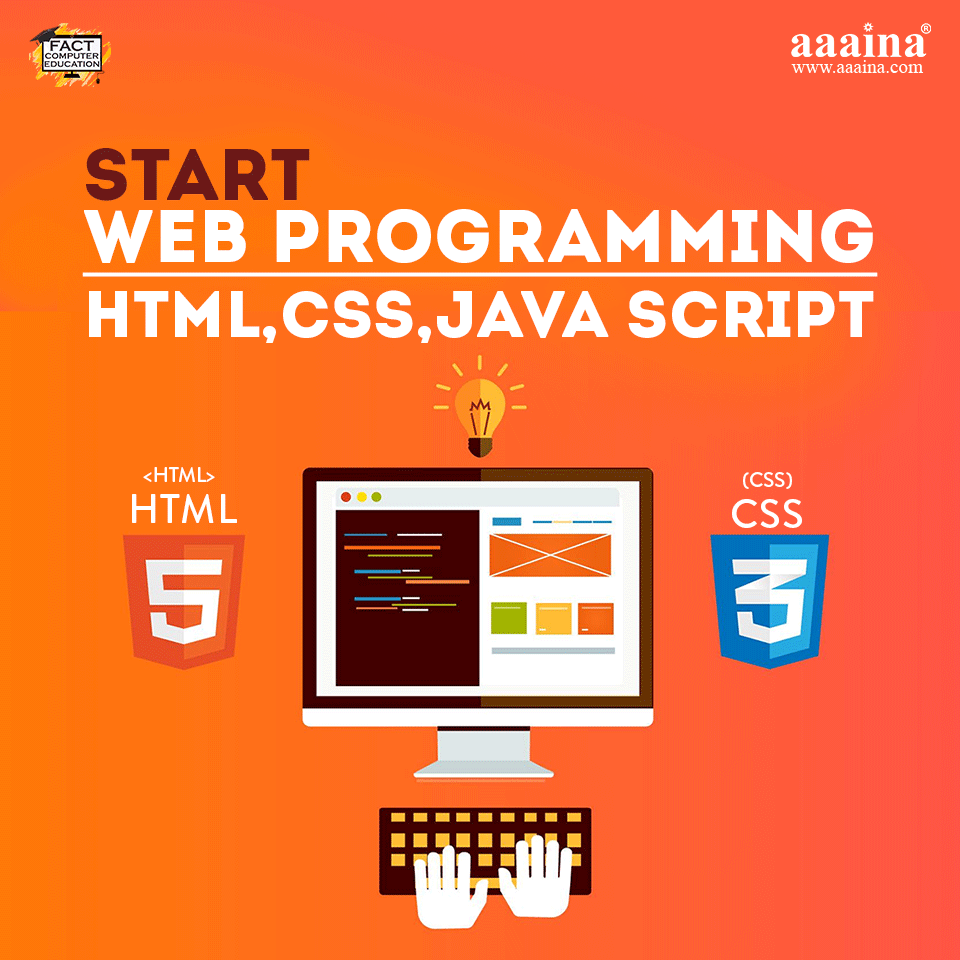 FACT
COMPUTER
EDUCATION
aaaina®
www.aaaina.com
START
WEB PROGRAMMING
HTML,CSS,JAVA SCRIPT
<HTML>
HTML
5
(CSS)
CSS
3